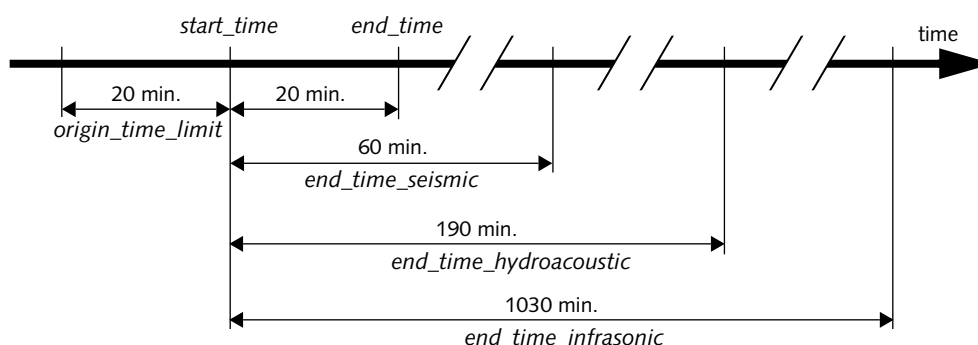 start_time end_time time
20 min. 20 min.
origin_time_limit
60 min.
end_time_seismic
190 min.
end_time_hydroacoustic
1030 min.
end_time_infrasonic